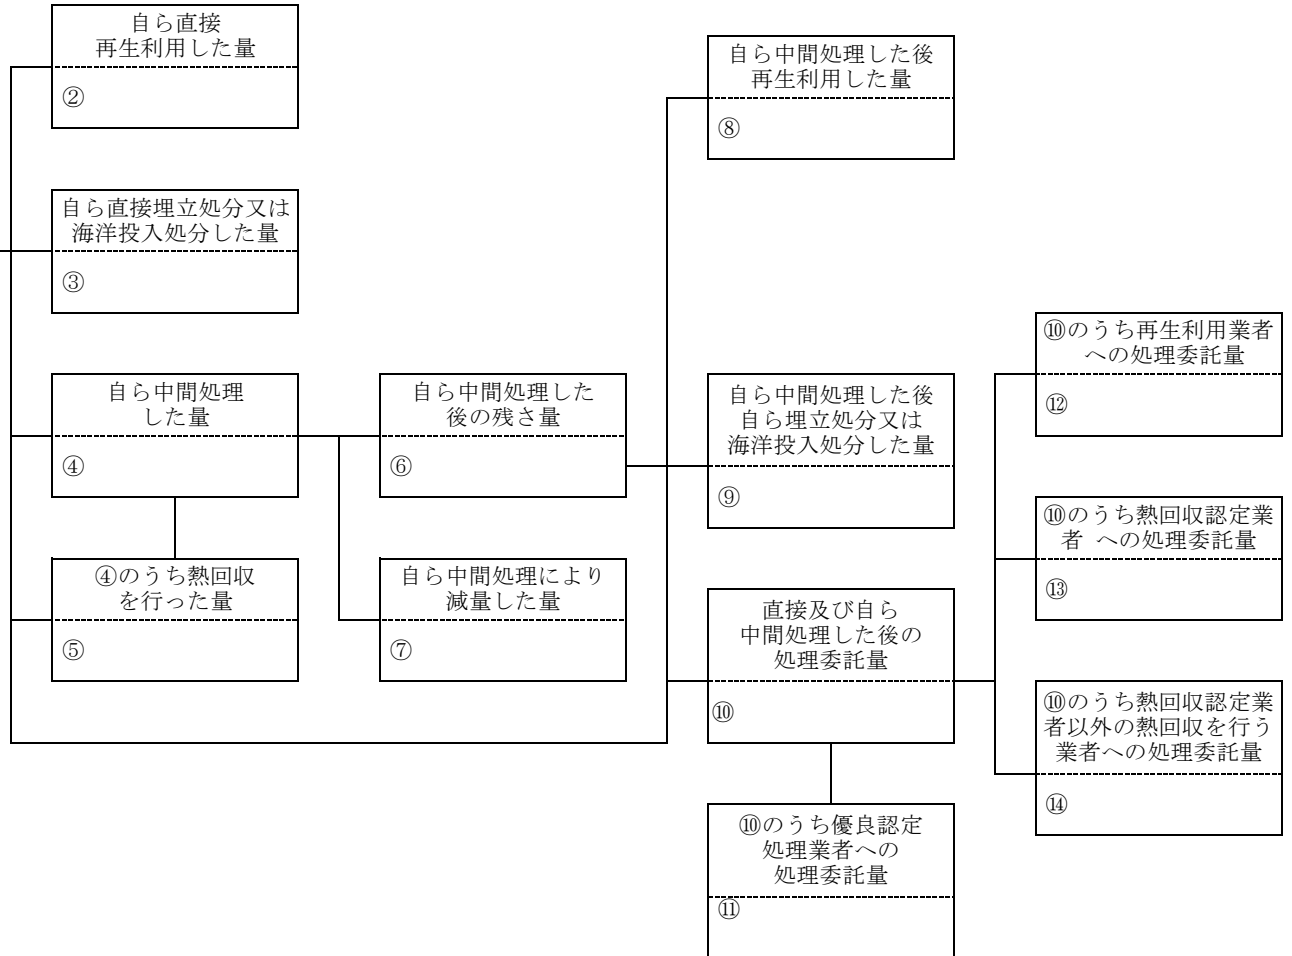 自ら直接
再生利用した量
②
自ら直接埋立処分又は
海洋投入処分した量
③
自ら中間処理
した量
④
④のうち熱回収
を行った量
⑤
自ら中間処理した
後の残さ量
⑥
自ら中間処理により
減量した量
⑦
自ら中間処理した後
再生利用した量
⑧
自ら中間処理した後
自ら埋立処分又は
海洋投入処分した量
⑨
直接及び自ら
中間処理した後の
処理委託量
⑩
⑩のうち優良認定
処理業者への
処理委託量
⑪
⑩のうち再生利用業者
への処理委託量
⑫
⑩のうち熱回収認定業
者 への処理委託量
⑬
⑩のうち熱回収認定業
者以外の熱回収を行う
業者への処理委託量
⑭